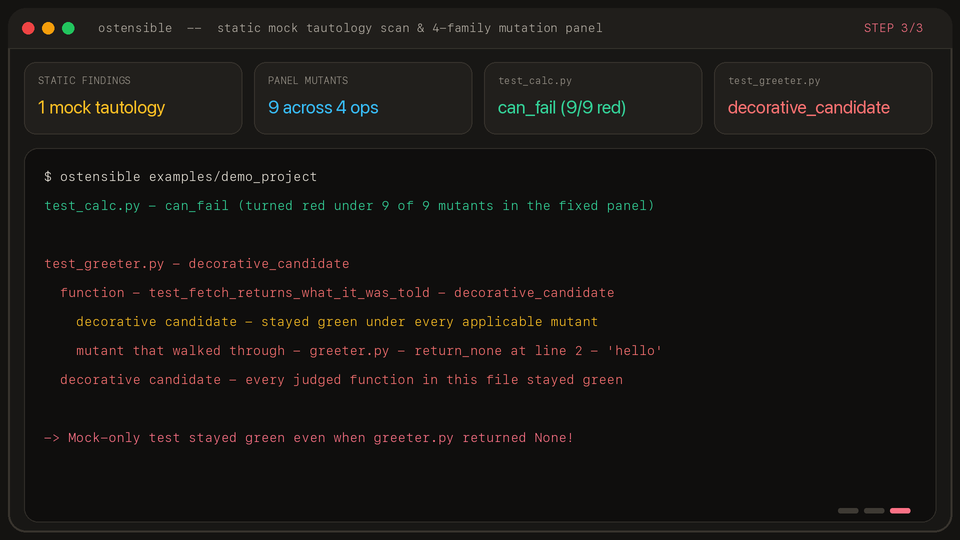 ostensible -- static mock tautology scan & 4-family mutation panel
STEP 3/3
STATIC FINDINGS
1 mock tautology
PANEL MUTANTS
9 across 4 ops
test_calc.py
can_fail (9/9 red)
test_greeter.py
decorative_candidate
$ ostensible examples/demo_project
test_calc.py — can_fail (turned red under 9 of 9 mutants in the fixed panel)
test_greeter.py — decorative_candidate
function — test_fetch_returns_what_it_was_told — decorative_candidate
decorative candidate — stayed green under every applicable mutant
mutant that walked through — greeter.py — return_none at line 2 — 'hello'
decorative candidate — every judged function in this file stayed green
—> Mock-only test stayed green even when greeter.py returned None!